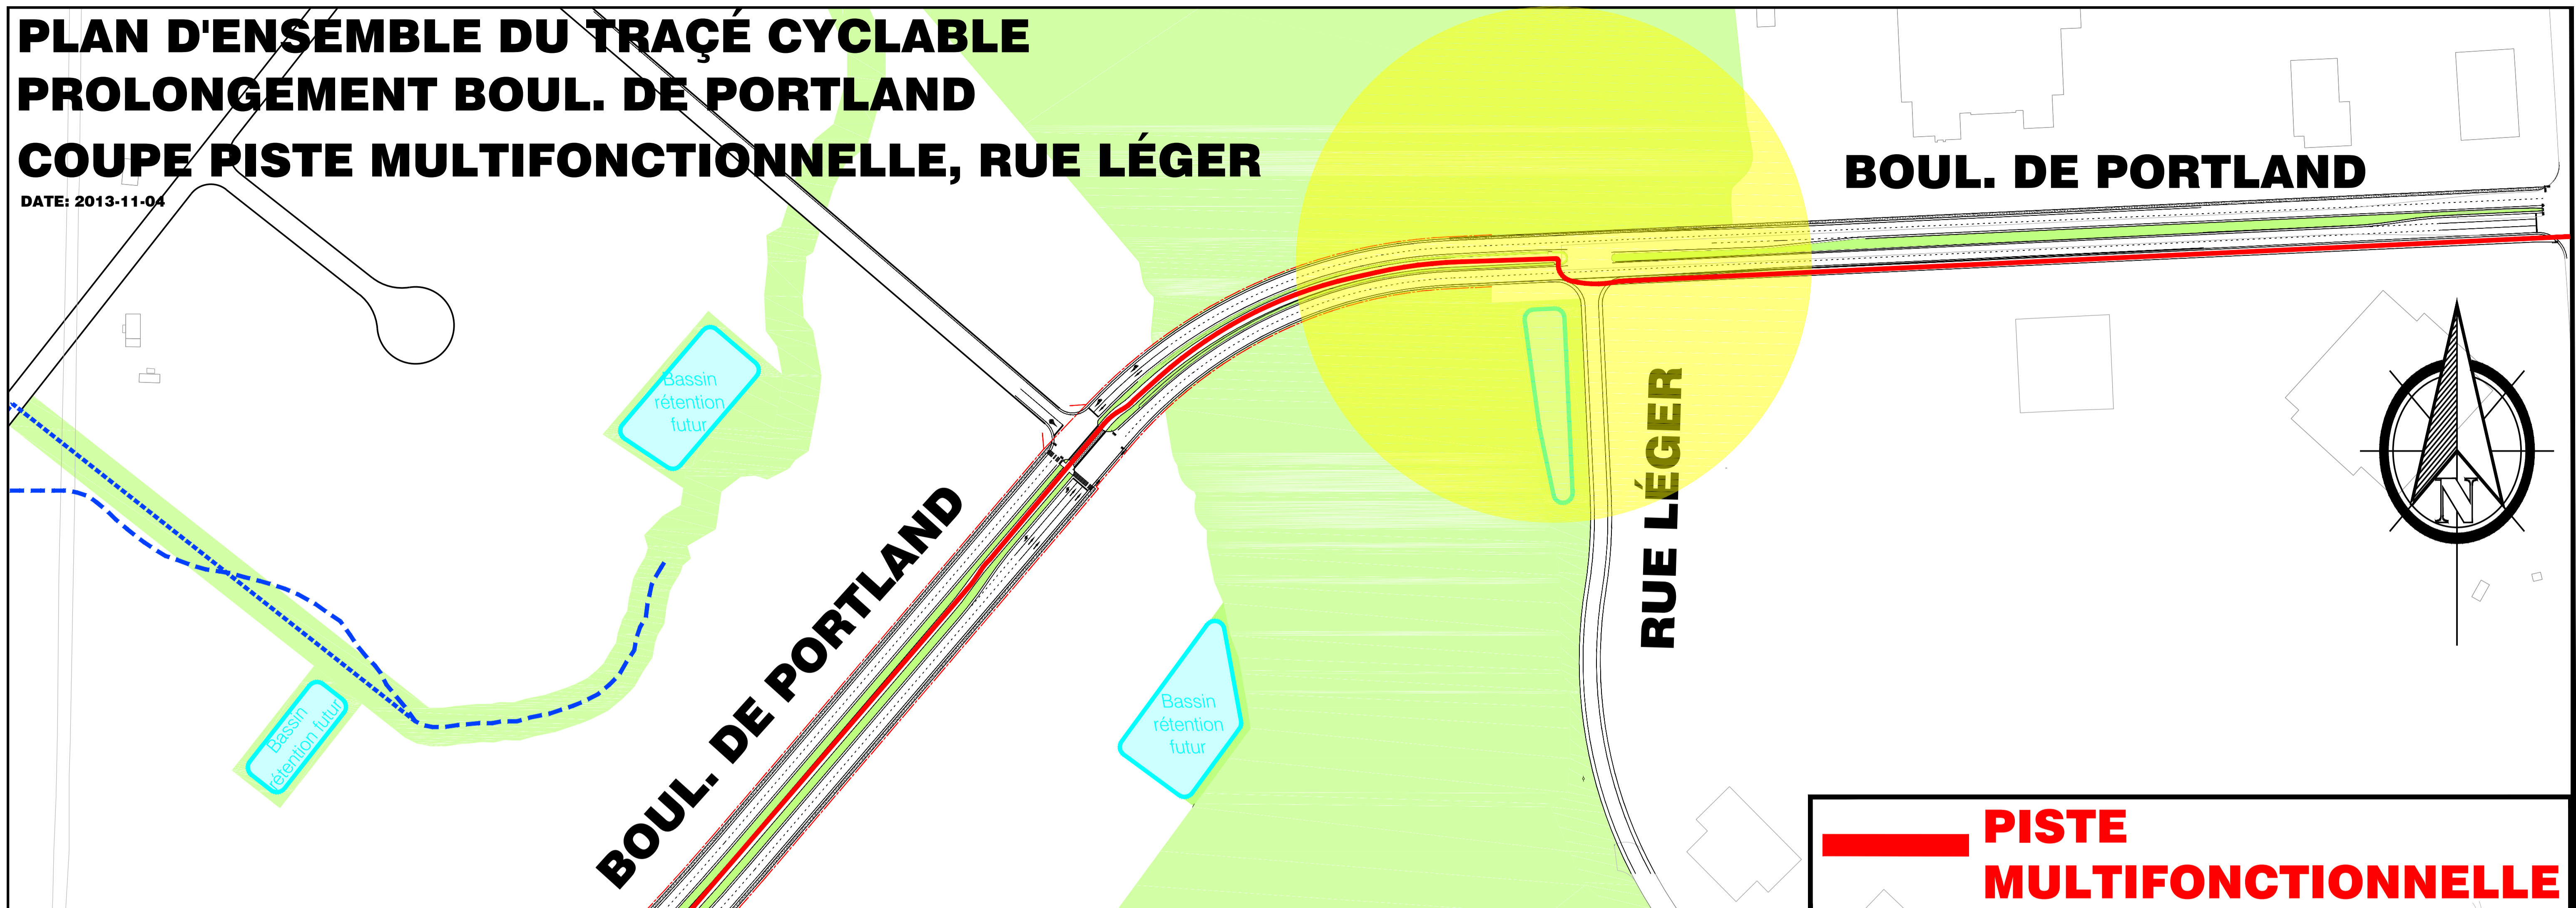 PLAN D'ENSEMBLE DU TRAÇÉ CYCLABLE
PROLONGEMENT BOUL. DE PORTLAND
COUPE PISTE MULTIFONCTIONNELLE, RUE LÉGER
DATE: 2013-11-04
BOUL. DE PORTLAND
Bassin
rétention
futur
RUE LÉGER
N
BOUL. DE PORTLAND
Bassin
rétention futur
Bassin
rétention
futur
PISTE
MULTIFONCTIONNELLE